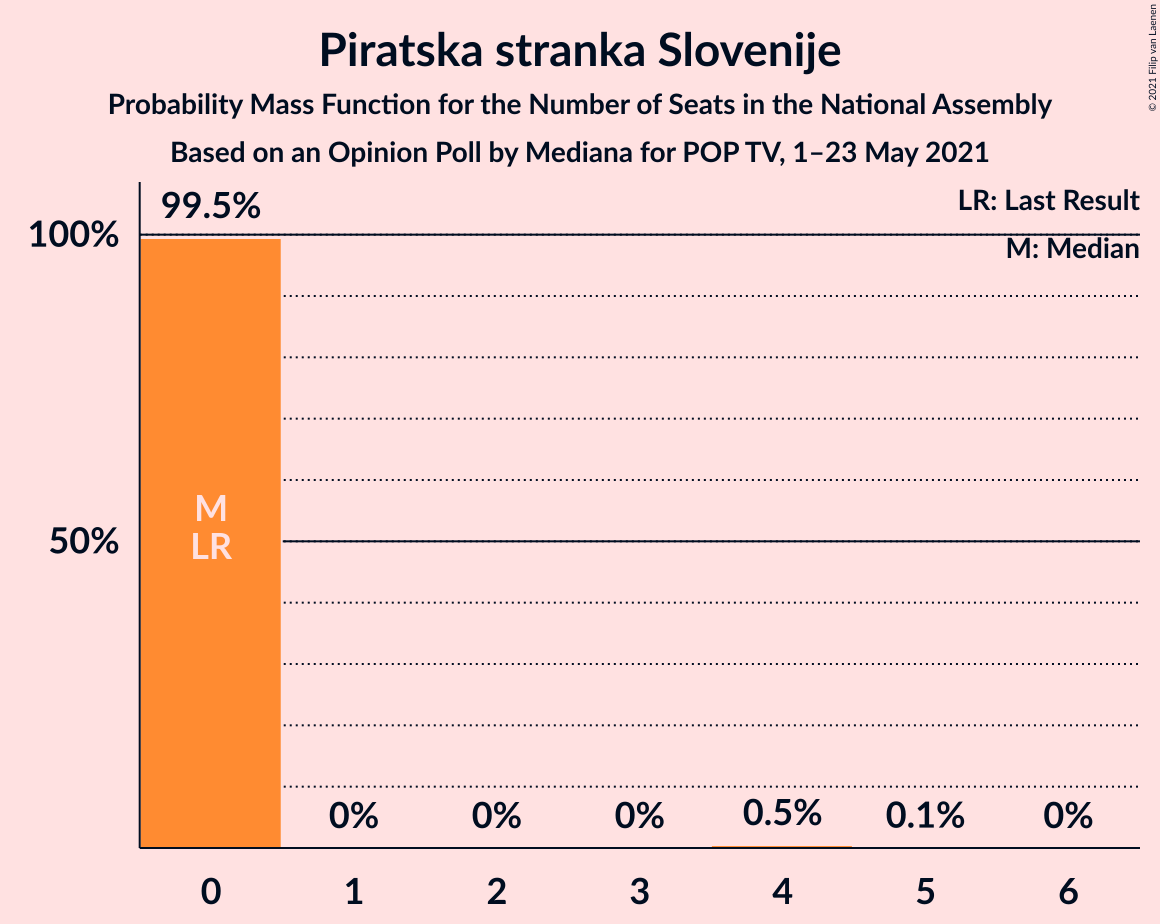 Piratska stranka Slovenije
Probability Mass Function for the Number of Seats in the National Assembly
Based on an Opinion Poll by Mediana for POP TV, 1–23 May 2021
© 2021 Filip van Laenen
LR: Last Result
M: Median
99.5%
100%
50%
M
LR
0%
0%
0%
0.5%
0.1%
0%
0
1
2
3
4
5
6